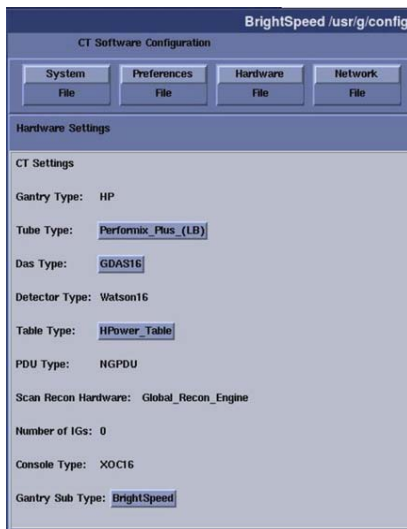 BrightSpeed /usr/g/config
CT Software Configuration
System Preferences Hardware Network
File File File File
Hardware Settings
CT Settings
Gantry Type: HP
Tube Type: Performix_Plus_(LB)
Das Type: GDAS16
Detector Type: Watson16
Table Type: HPower_Table
PDU Type: NGPDU
Scan Recon Hardware: Global_Recon_Engine
Number of IGs: 0
Console Type: XOC16
Gantry Sub Type: BrightSpeed